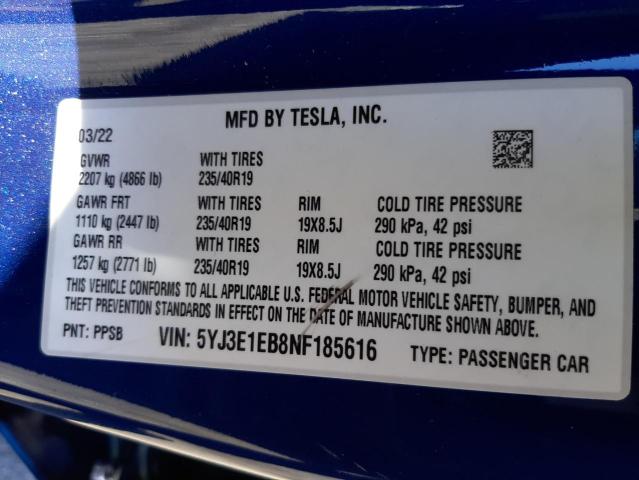 MFD BY TESLA, INC.
03/22
GVWR WITH TIRES
2207 kg (4866 lb) 235/40R19
GAWR FRT WITH TIRES RIM COLD TIRE PRESSURE
1110 kg (2447 lb) 235/40R19 19X8.5J 290 kPa, 42 psi
GAWR RR WITH TIRES RIM COLD TIRE PRESSURE
1257 kg (2771 lb) 235/40R19 19X8.5J 290 kPa, 42 psi
THIS VEHICLE CONFORMS TO ALL APPLICABLE U.S. FEDERAL MOTOR VEHICLE SAFETY, BUMPER, AND
THEFT PREVENTION STANDARDS IN EFFECT ON THE DATE OF MANUFACTURE SHOWN ABOVE.
PNT: PPSB VIN: 5YJ3E1EB8NF185616 TYPE: PASSENGER CAR